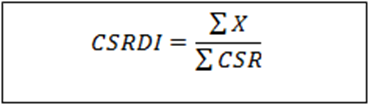 CSRDI = ∑ X / ∑ CSR